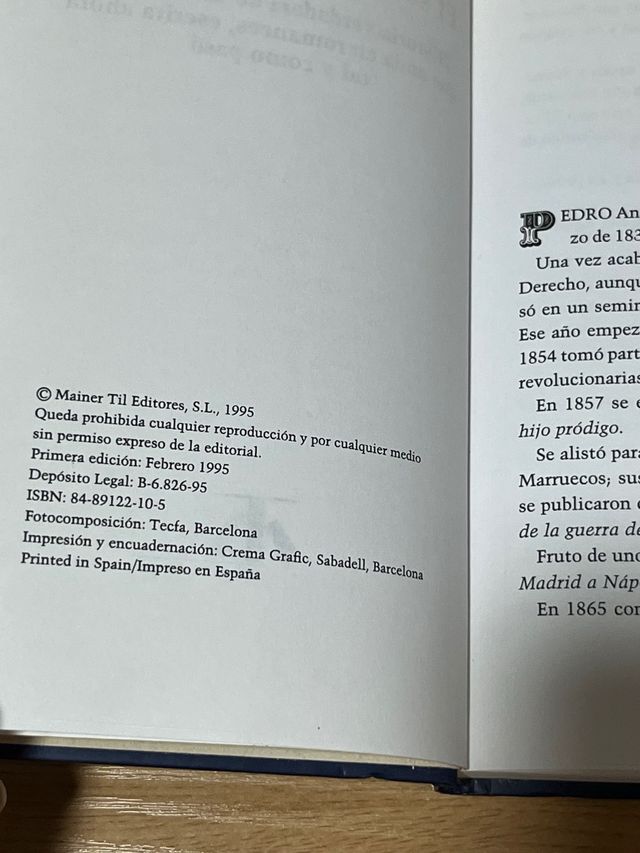 © Mainer Til Editores, S.L., 1995
Queda prohibida cualquier reproducción y por cualquier medio
sin permiso expreso de la editorial.
Primera edición: Febrero 1995
Depósito Legal: B-6.826-95
ISBN: 84-89122-10-5
Fotocomposición: Tecfa, Barcelona
Impresión y encuadernación: Crema Grafic, Sabadell, Barcelona
Printed in Spain/Impreso en España
PEDRO An
zo de 183
Una vez acab
Derecho, aunqu
só en un semin
Ese año empez
1854 tomó part
revolucionarias
En 1857 se e
hijo pródigo.
Se alistó para
Marruecos; sus
se publicaron
de la guerra de
Fruto de uno
Madrid a Náp
En 1865 con